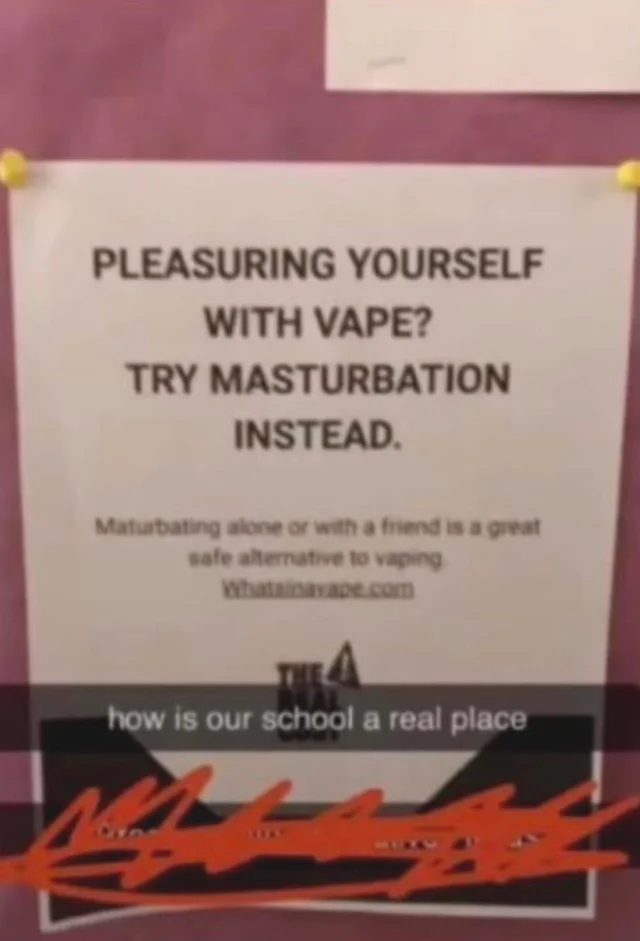 PLEASURING YOURSELF
WITH VAPE?
TRY MASTURBATION
INSTEAD.
Maturbating alone or with a friend is a great
safe alternative to vaping
Whatsinavape.com
THE
how is our school a real place